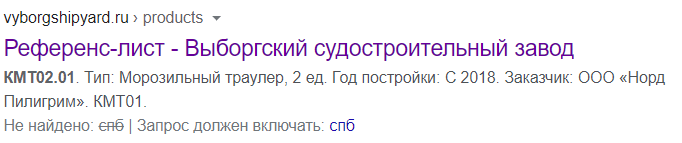 vyborgshipyard.ru › products
Референс-лист - Выборгский судостроительный завод
КМТ02.01. Тип: Морозильный траулер, 2 ед. Год постройки: С 2018. Заказчик: ООО «Норд
Пилигрим». КМТ01.
Не найдено: спб | Запрос должен включать: спб